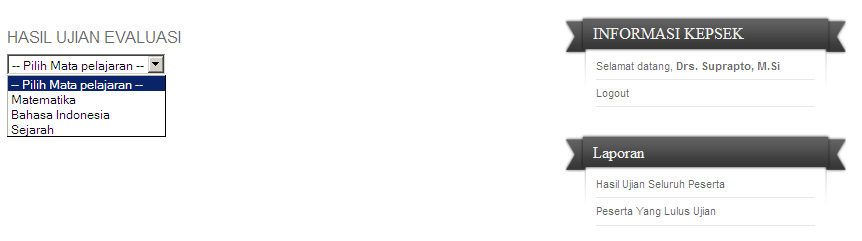 HASIL UJIAN EVALUASI
-- Pilih Mata pelajaran --
-- Pilih Mata pelajaran --
Matematika
Bahasa Indonesia
Sejarah
INFORMASI KEPSEK
Selamat datang, Drs. Suprapto, M.Si
Logout
Laporan
Hasil Ujian Seluruh Peserta
Peserta Yang Lulus Ujian